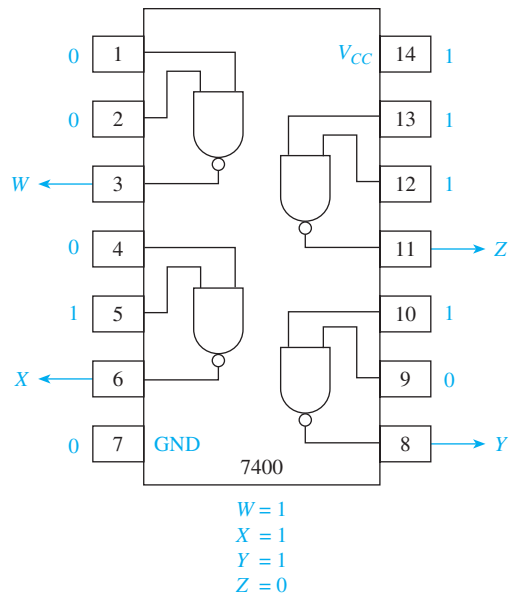 0 1 V_CC 14 1
0 2 13 1
W 3 12 1
0 4 11 Z
1 5 10 1
X 6 9 0
0 7 GND 8 Y
7400
W = 1
X = 1
Y = 1
Z = 0